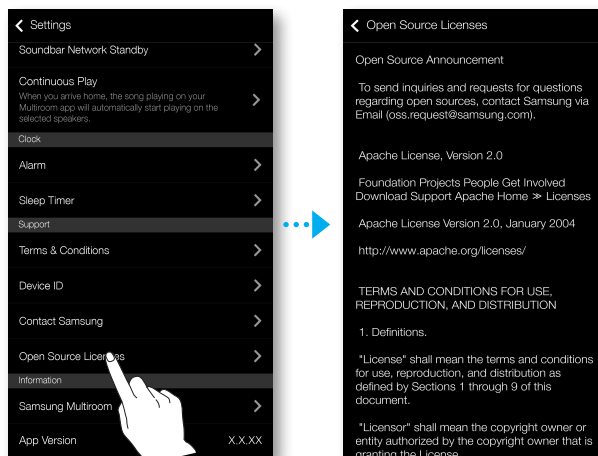 Settings
Soundbar Network Standby
Continuous Play
When you arrive home, the song playing on your
Multiroom app will automatically start playing on the
selected speakers.
Clock
Alarm
Sleep Timer
Support
Terms & Conditions
Device ID
Contact Samsung
Open Source Licenses
Information
Samsung Multiroom
App Version X.X.XX
Open Source Licenses
Open Source Announcement
To send inquiries and requests for questions
regarding open sources, contact Samsung via
Email (oss.request@samsung.com).
Apache License, Version 2.0
Foundation Projects People Get Involved
Download Support Apache Home ≫ Licenses
Apache License Version 2.0, January 2004
http://www.apache.org/licenses/
TERMS AND CONDITIONS FOR USE,
REPRODUCTION, AND DISTRIBUTION
1. Definitions.
"License" shall mean the terms and conditions
for use, reproduction, and distribution as
defined by Sections 1 through 9 of this
document.
"Licensor" shall mean the copyright owner or
entity authorized by the copyright owner that is
granting the License.